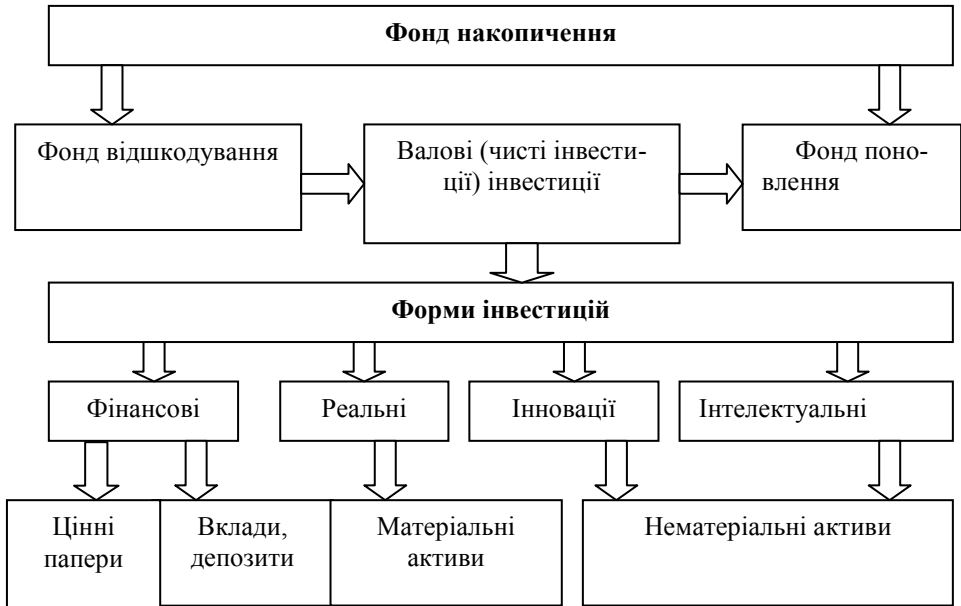 Фонд накопичення
Фонд відшкодування
Валові (чисті інвести-
ції) інвестиції
Фонд поно-
влення
Форми інвестицій
Фінансові
Реальні
Інновації
Інтелектуальні
Цінні
папери
Вклади,
депозити
Матеріальні
активи
Нематеріальні активи